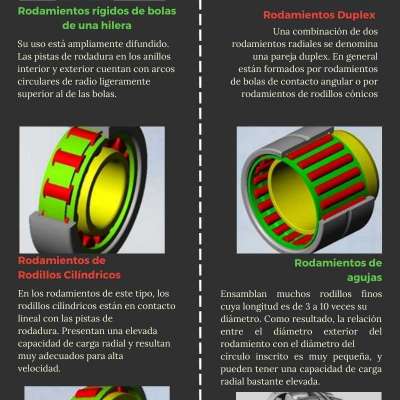 Rodamientos rígidos de bolas
de una hilera
Su uso está ampliamente difundido.
Las pistas de rodadura en los anillos
interior y exterior cuentan con arcos
circulares de radio ligeramente
superior al de las bolas.
Rodamientos de
Rodillos Cilíndricos
En los rodamientos de este tipo, los
rodillos cilíndricos están en contacto
lineal con las pistas de
rodadura. Presentan una elevada
capacidad de carga radial y resultan
muy adecuados para alta
velocidad.
Rodamientos Duplex
Una combinación de dos
rodamientos radiales se denomina
una pareja duplex. En general
están formados por rodamientos
de bolas de contacto angular o por
rodamientos de rodillos cónicos
Rodamientos de
agujas
Ensamblan muchos rodillos finos
cuya longitud es de 3 a 10 veces su
diámetro. Como resultado, la relación
entre el diámetro exterior del
rodamiento con el diámetro del
círculo inscrito es muy pequeña, y
pueden tener una capacidad de carga
radial bastante elevada.